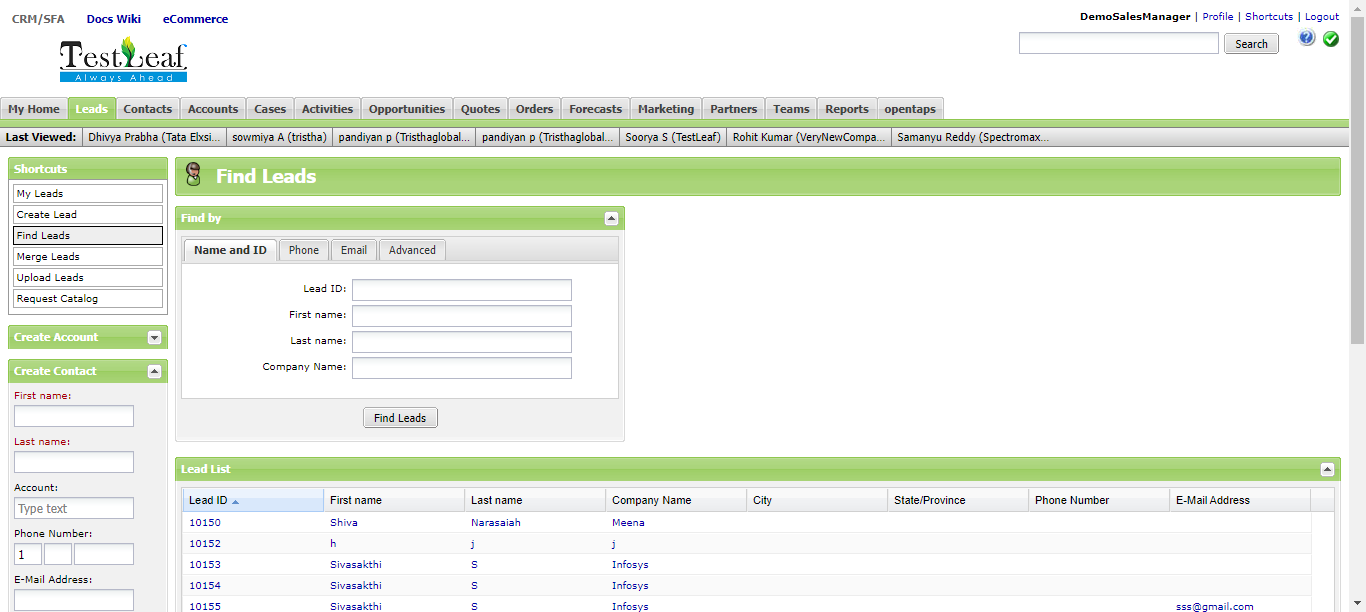 CRM/SFA Docs Wiki eCommerce
DemoSalesManager | Profile | Shortcuts | Logout
Search
TestLeaf
Always Ahead
My Home Leads Contacts Accounts Cases Activities Opportunities Quotes Orders Forecasts Marketing Partners Teams Reports opentaps
Last Viewed: Dhivya Prabha (Tata Elxsi... sowmiya A (tristha) pandiyan p (Tristhaglobal... pandiyan p (Tristhaglobal... Soorya S (TestLeaf) Rohit Kumar (VeryNewCompa... Samanyu Reddy (Spectromax...
Shortcuts
My Leads
Create Lead
Find Leads
Merge Leads
Upload Leads
Request Catalog
Create Account
Create Contact
First name:
Last name:
Account:
Type text
Phone Number:
1
E-Mail Address:
Find Leads
Find by
Name and ID Phone Email Advanced
Lead ID:
First name:
Last name:
Company Name:
Find Leads
Lead List
Lead ID First name Last name Company Name City State/Province Phone Number E-Mail Address
10150 Shiva Narasaiah Meena
10152 h j j
10153 Sivasakthi S Infosys
10154 Sivasakthi S Infosys
10155 Sivasakthi S Infosys sss@gmail.com